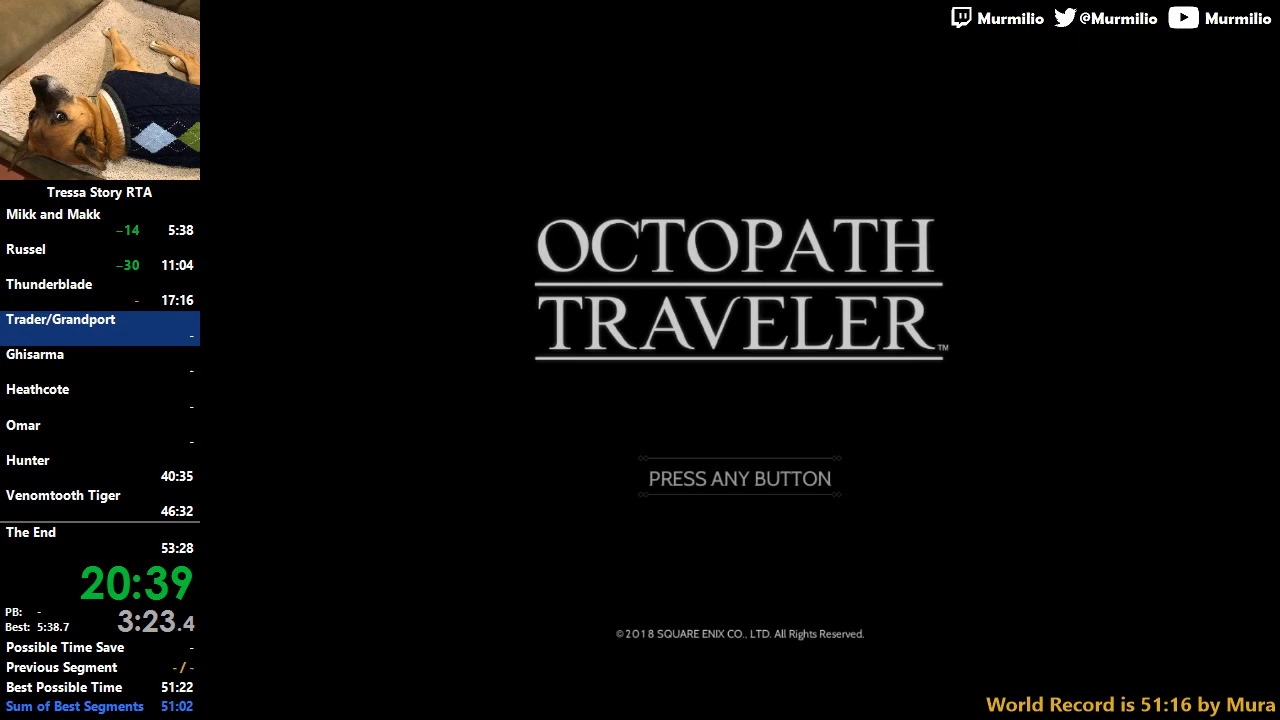 Murmilio @Murmilio Murmilio
Tressa Story RTA
Mikk and Makk
−14 5:38
Russel
−30 11:04
Thunderblade
- 17:16
Trader/Grandport
-
Ghisarma
-
Heathcote
-
Omar
-
Hunter
40:35
Venomtooth Tiger
46:32
The End
53:28
20:39
PB: -
Best: 5:38.7
3:23.4
Possible Time Save -
Previous Segment - / -
Best Possible Time 51:22
Sum of Best Segments 51:02
OCTOPATH
TRAVELER™
PRESS ANY BUTTON
©2018 SQUARE ENIX CO., LTD. All Rights Reserved.
World Record is 51:16 by Mura